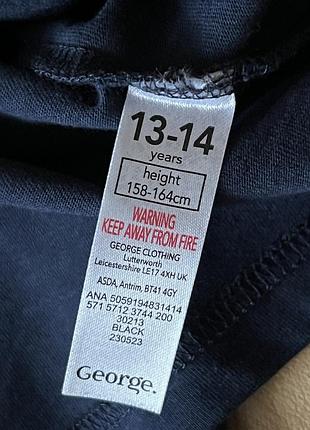 13-14
years
height
158-164cm
WARNING
KEEP AWAY FROM FIRE
GEORGE CLOTHING
Lutterworth
Leicestershire LE17 4XH UK
ASDA, Antrim, BT41 4GY
ANA 5059194831414
571 5712 3744 200
30213
BLACK
230523
George.